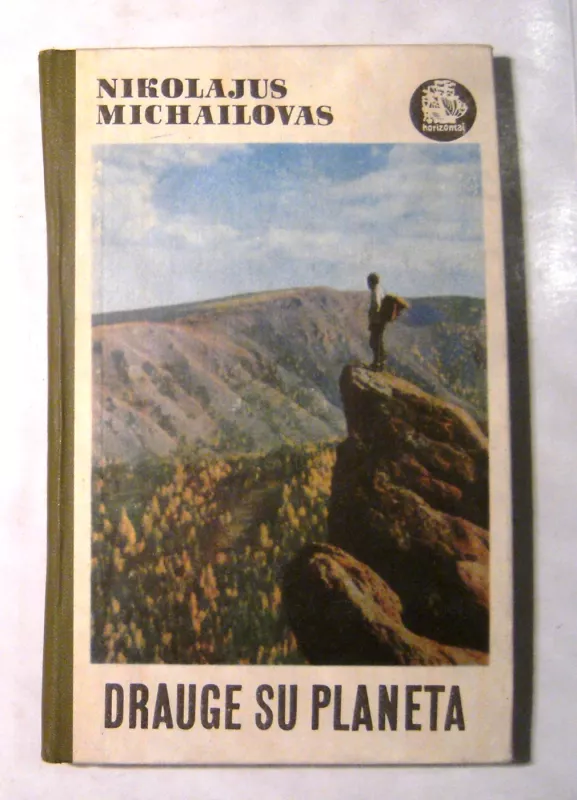 NIKOLAJUS
MICHAILOVAS
horizontai
DRAUGE SU PLANETA